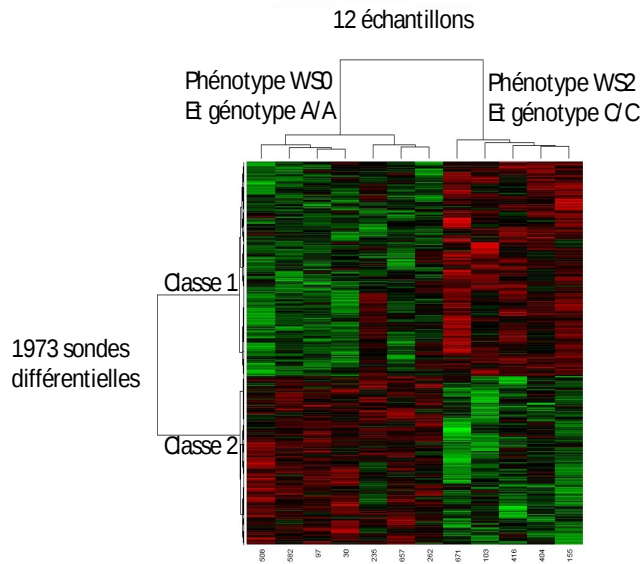 12 échantillons
Phénotype WS0
Et génotype A/A
Phénotype WS2
Et génotype C/C
Classe 1
1973 sondes
différentielles
Classe 2
508 582 97 30 235 657 262 671 103 416 404 155